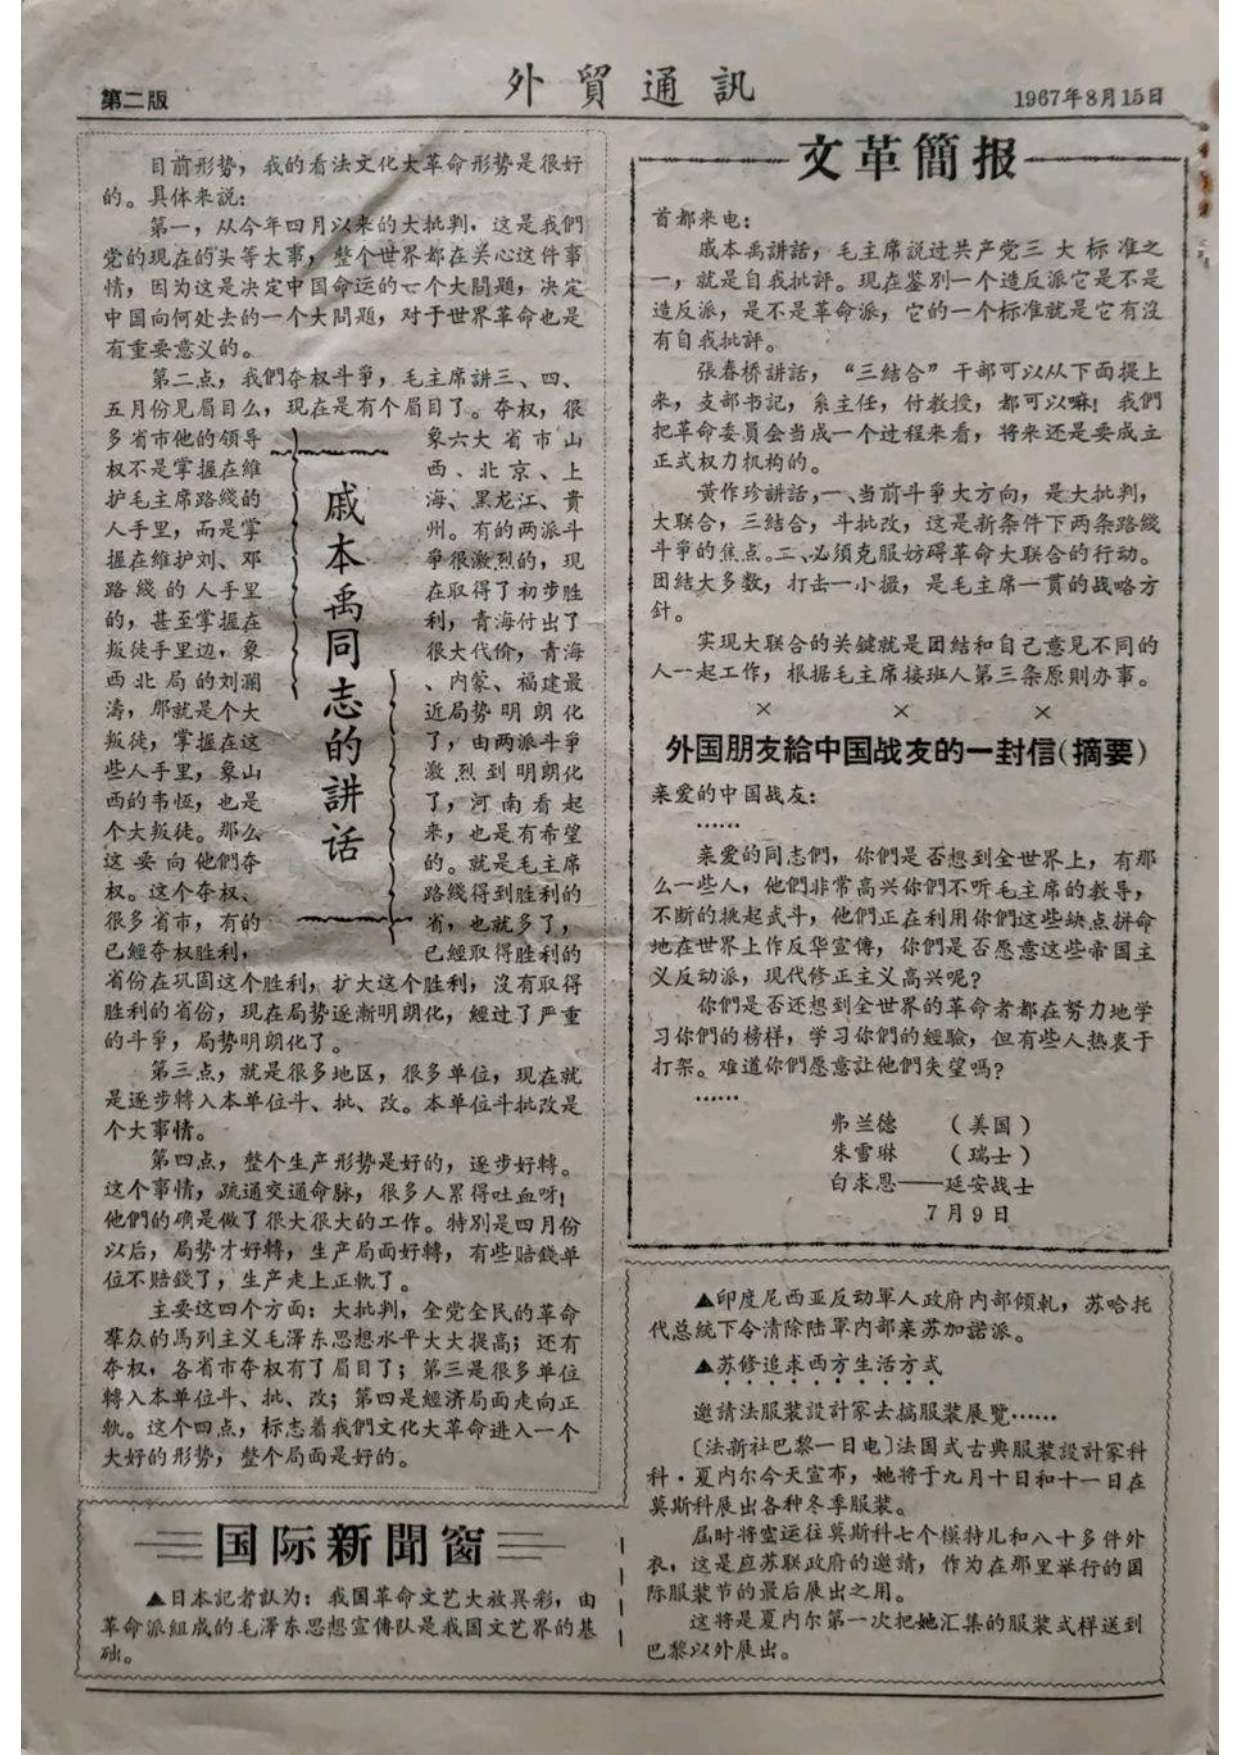 第二版
外貿通訊
1967年8月15日
目前形势，我的看法文化大革命形势是很好
的。具体来説：
第一，从今年四月以来的大批判，这是我們
党的现在的头等大事，整个世界都在关心这件事
情，因为这是决定中国命运的一个大問題，决定
中国向何处去的一个大問題，对于世界革命也是
有重要意义的。
第二点，我們夺权斗爭，毛主席講三、四、
五月份见眉目么，现在是有个眉目了。夺权，很
多省市他的领导
权不是掌握在維
护毛主席路綫的
人手里，而是掌
握在維护刘、邓
路綫的人手里
的，甚至掌握在
叛徒手里边，象
西北局的刘瀾
涛，那就是个大
叛徒，掌握在这
些人手里，象山
西的韦恆，也是
个大叛徒。那么
这要向他們夺
权。这个夺权、
很多省市，有的
已經夺权胜利，
戚本禹同志的讲话
象六大省市山
西、北京、上
海、黑龙江、貴
州。有的两派斗
爭很激烈的，现
在取得了初步胜
利，青海付出了
很大代价，青海
、内蒙、福建最
近局势明朗化
了，由两派斗爭
激烈到明朗化
了，河南看起
来，也是有希望
的。就是毛主席
路綫得到胜利的
省，也就多了，
已經取得胜利的
省份在巩固这个胜利，扩大这个胜利；沒有取得
胜利的省份，现在局势逐漸明朗化，經过了严重
的斗爭，局势明朗化了。
第三点，就是很多地区，很多单位，现在就
是逐步轉入本单位斗、批、改。本单位斗批改是
个大事情。
第四点，整个生产形势是好的，逐步好轉。
这个事情，疏通交通命脉，很多人累得吐血呀！
他們的确是做了很大很大的工作。特别是四月份
以后，局势才好轉，生产局面好轉，有些賠錢单
位不賠錢了，生产走上正軌了。
主要这四个方面：大批判，全党全民的革命
羣众的馬列主义毛澤东思想水平大大提高；还有
夺权，各省市夺权有了眉目了；第三是很多单位
轉入本单位斗、批、改；第四是經济局面走向正
軌。这个四点，标志着我們文化大革命进入一个
大好的形势，整个局面是好的。
文革簡报
首都来电：
戚本禹講話，毛主席説过共产党三大标准之
一，就是自我批評。现在鉴别一个造反派它是不是
造反派，是不是革命派，它的一个标准就是它有沒
有自我批評。
張春桥講話，“三結合”干部可以从下面提上
来，支部书記，系主任，付教授，都可以嘛！我們
把革命委員会当成一个过程来看，将来还是要成立
正式权力机构的。
黃作珍講話，一、当前斗爭大方向，是大批判，
大联合，三結合，斗批改，这是新条件下两条路綫
斗爭的焦点。二、必須克服妨碍革命大联合的行动。
团結大多数，打击一小撮，是毛主席一貫的战略方
針。
实现大联合的关鍵就是团結和自己意见不同的
人一起工作，根据毛主席接班人第三条原則办事。
× × ×
外国朋友給中国战友的一封信（摘要）
亲爱的中国战友：
……
亲爱的同志們，你們是否想到全世界上，有那
么一些人，他們非常高兴你們不听毛主席的教导，
不断的挑起武斗，他們正在利用你們这些缺点拼命
地在世界上作反华宣傳，你們是否愿意这些帝国主
义反动派，现代修正主义高兴呢？
你們是否还想到全世界的革命者都在努力地学
习你們的榜样，学习你們的經驗，但有些人热衷于
打架。难道你們愿意让他們失望嗎？
……
弗兰德　（美国）
朱雪琳　（瑞士）
白求恩——延安战士
7月9日
国际新聞窗
▲日本記者訟为：我国革命文艺大放異彩，由
革命派組成的毛澤东思想宣傳队是我国文艺界的基
础。
▲印度尼西亚反动軍人政府内部倾軋，苏哈托
代总統下令清除陆軍内部亲苏加諾派。
▲苏修追求西方生活方式
邀請法服装設計家去搞服装展覽……
〔法新社巴黎一日电〕法国式古典服装設計家科
科·夏内尔今天宣布，她将于九月十日和十一日在
莫斯科展出各种冬季服装。
屆时将空运往莫斯科七个模特儿和八十多件外
衣，这是应苏联政府的邀請，作为在那里举行的国
际服装节的最后展出之用。
这将是夏内尔第一次把她汇集的服装式样送到
巴黎以外展出。